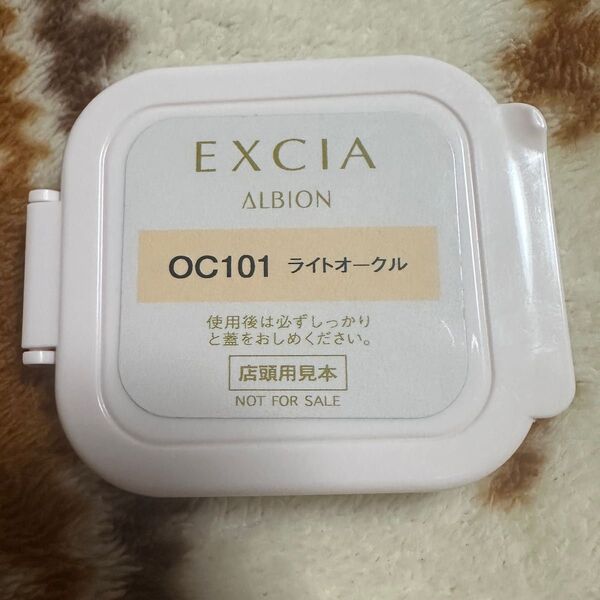 EXCIA
ALBION
OC101 ライトオークル
使用後は必ずしっかり
と蓋をおしめください。
店頭用見本
NOT FOR SALE